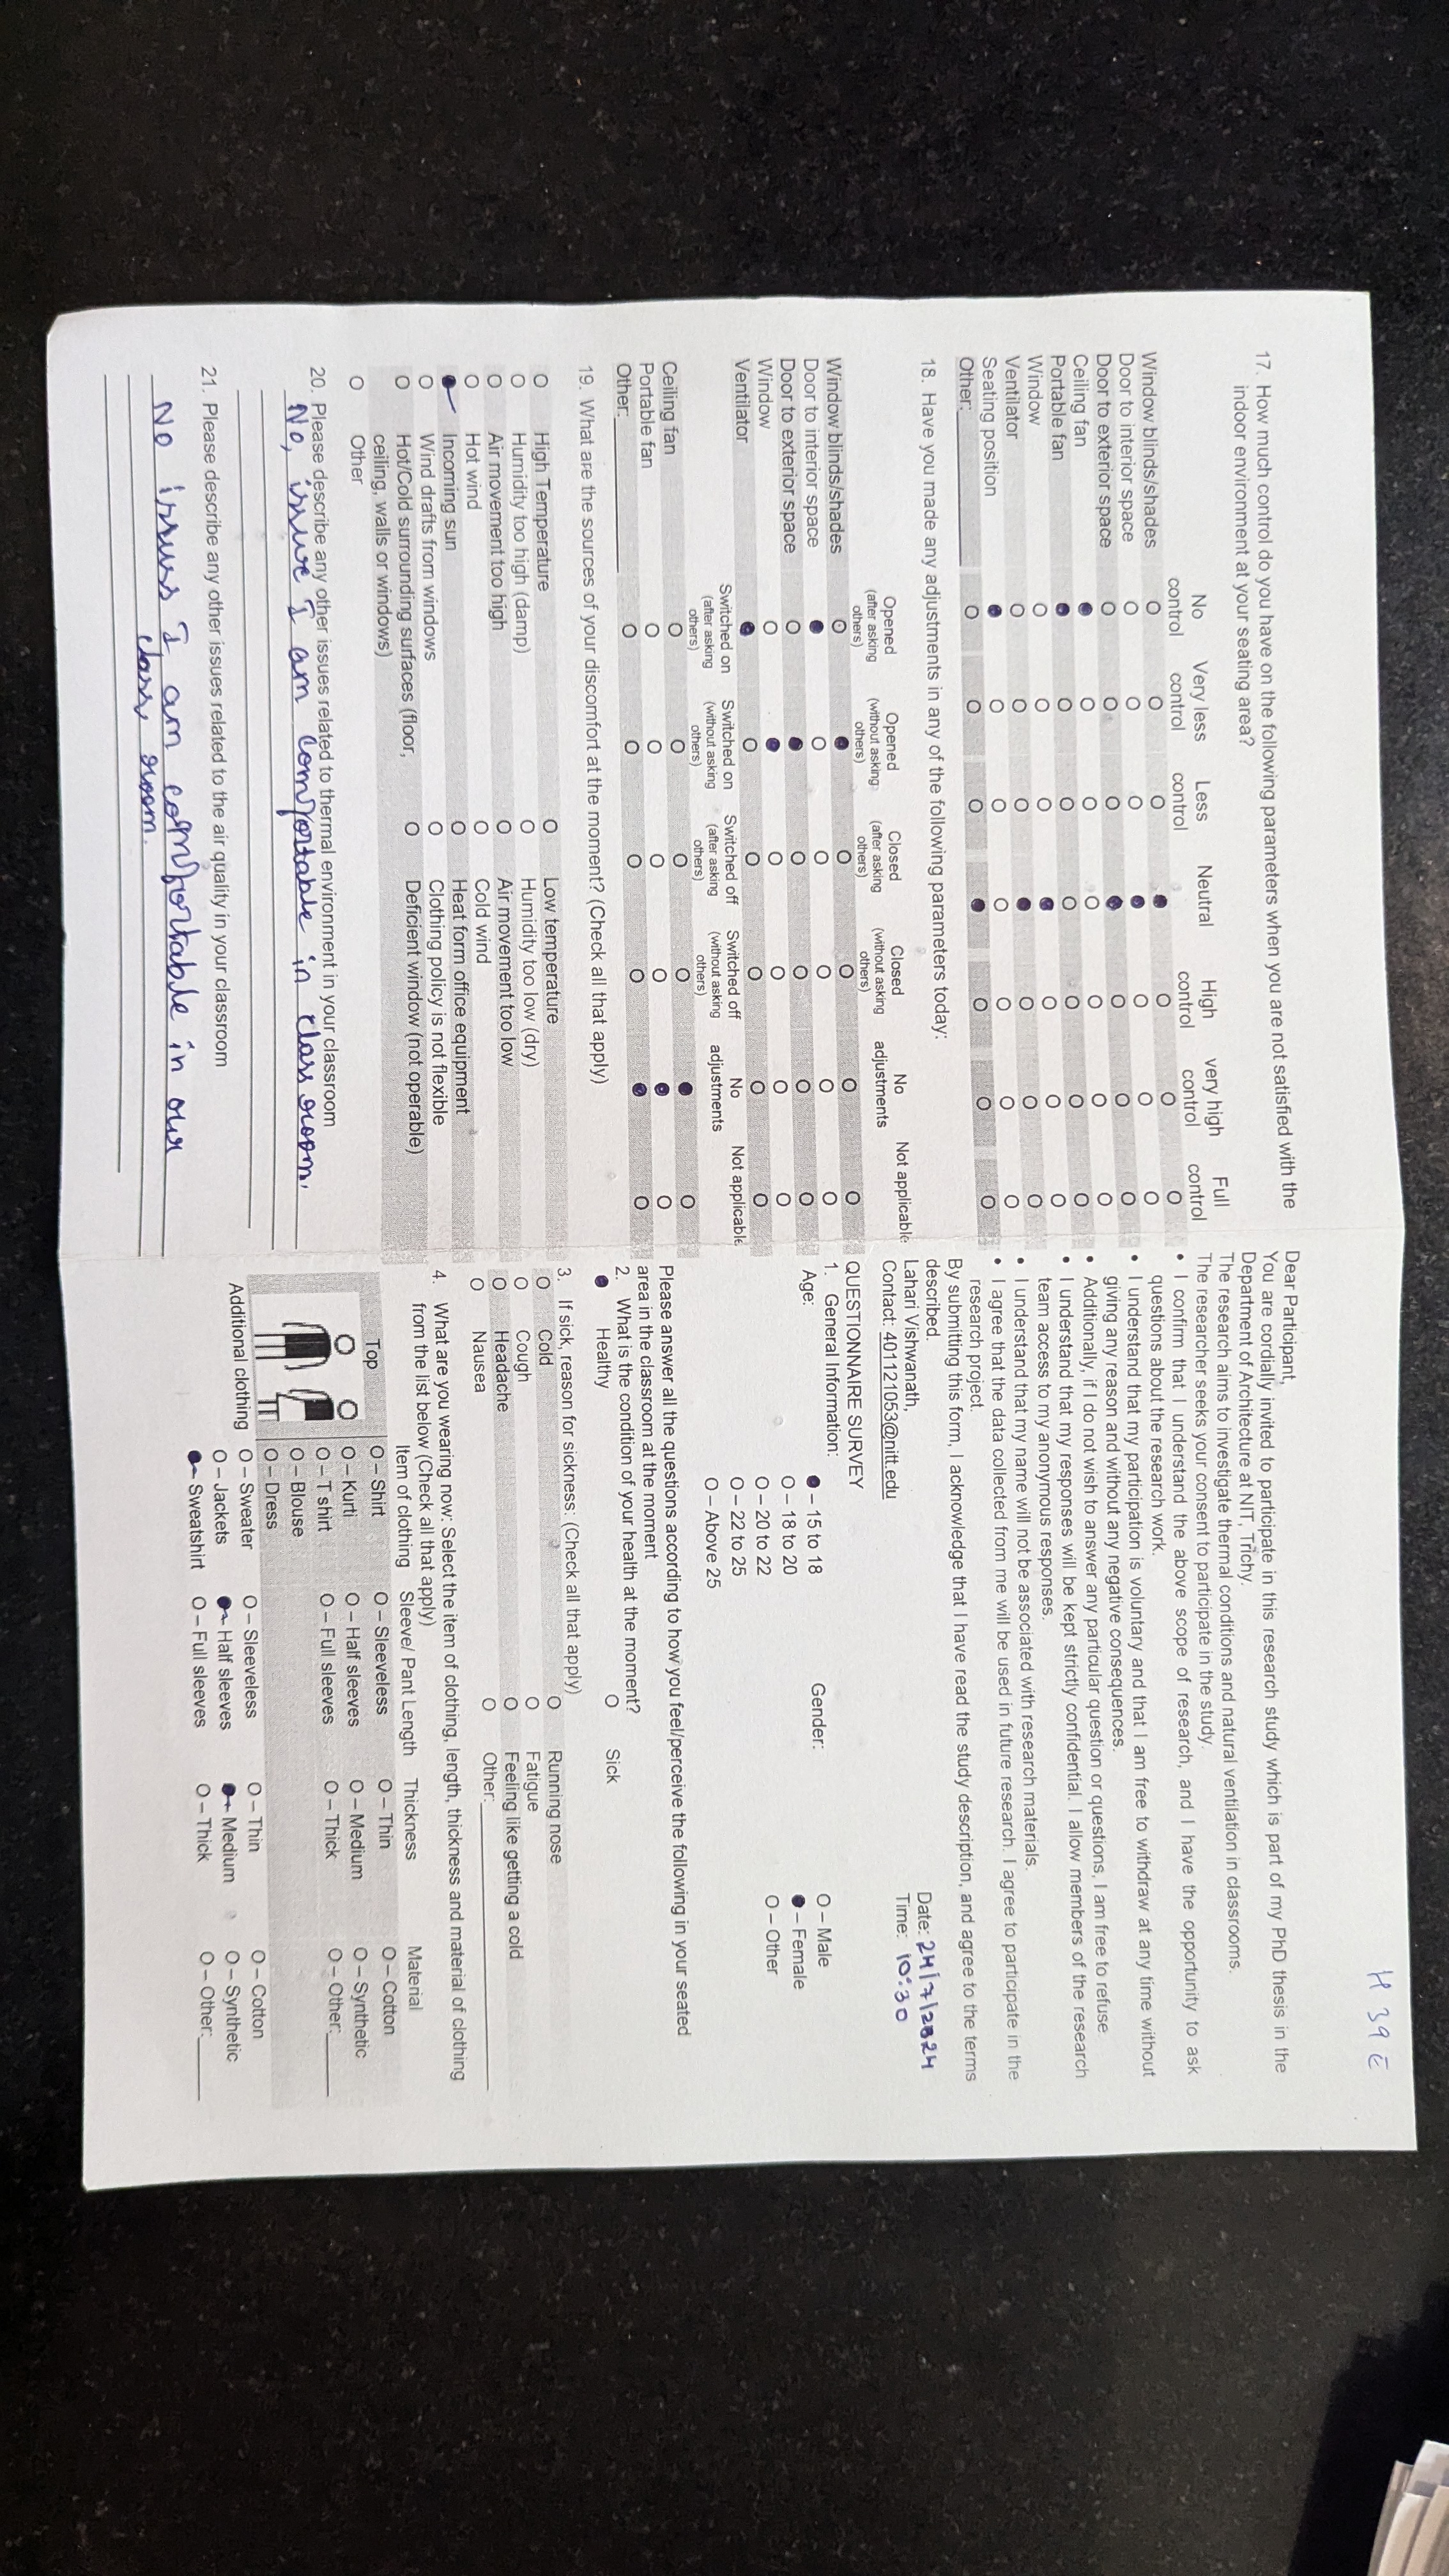 H 39 E
17. How much control do you have on the following parameters when you are not satisfied with the
indoor environment at your seating area?
No control Very less control Less control Neutral High control very high control Full control
Window blinds/shades O O O ● O O O
Door to interior space O O O ● O O O
Door to exterior space O O O ● O O O
Ceiling fan ● O O O O O O
Portable fan ● O O O O O O
Window O O O ● O O O
Ventilator O O O ● O O O
Seating position ● O O O O O O
Other: O O O ● O O O
18. Have you made any adjustments in any of the following parameters today:
Opened (after asking others) Opened (without asking others) Closed (after asking others) Closed (without asking others) No adjustments Not applicable
Window blinds/shades O ● O O O O
Door to interior space ● O O O O O
Door to exterior space O ● O O O O
Window O ● O O O O
Ventilator ● O O O O O
Switched on (after asking others) Switched on (without asking others) Switched off (after asking others) Switched off (without asking others) No adjustments Not applicable
Ceiling fan O O O O ● O
Portable fan O O O O ● O
Other: O O O O ● O
19. What are the sources of your discomfort at the moment? (Check all that apply)
O High Temperature O Low temperature
O Humidity too high (damp) O Humidity too low (dry)
O Air movement too high O Air movement too low
O Hot wind O Cold wind
● Incoming sun O Heat form office equipment
O Wind drafts from windows O Clothing policy is not flexible
O Hot/Cold surrounding surfaces (floor, O Deficient window (not operable)
ceiling, walls or windows)
O Other
20. Please describe any other issues related to thermal environment in your classroom
No, issue I am comfortable in class room.
21. Please describe any other issues related to the air quality in your classroom
No issues I am comfortable in our
class, room.
Dear Participant,
You are cordially invited to participate in this research study which is part of my PhD thesis in the
Department of Architecture at NIT, Trichy.
The research aims to investigate thermal conditions and natural ventilation in classrooms.
The researcher seeks your consent to participate in the study.
• I confirm that I understand the above scope of research, and I have the opportunity to ask
questions about the research work.
• I understand that my participation is voluntary and that I am free to withdraw at any time without
giving any reason and without any negative consequences.
• Additionally, if I do not wish to answer any particular question or questions, I am free to refuse.
• I understand that my responses will be kept strictly confidential. I allow members of the research
team access to my anonymous responses.
• I understand that my name will not be associated with research materials.
• I agree that the data collected from me will be used in future research. I agree to participate in the
research project.
By submitting this form, I acknowledge that I have read the study description, and agree to the terms
described.
Lahari Vishwanath, Date: 24/7/2024
Contact: 401121053@nitt.edu Time: 10:30
QUESTIONNAIRE SURVEY
1. General Information:
Age: ● – 15 to 18 Gender: O – Male
O – 18 to 20 ● – Female
O – 20 to 22 O – Other
O – 22 to 25
O – Above 25
Please answer all the questions according to how you feel/perceive the following in your seated
area in the classroom at the moment
2. What is the condition of your health at the moment?
● Healthy O Sick
3. If sick, reason for sickness: (Check all that apply)
O Cold O Running nose
O Cough O Fatigue
O Headache O Feeling like getting a cold
O Nausea O Other:
4. What are you wearing now: Select the item of clothing, length, thickness and material of clothing
from the list below (Check all that apply)
Item of clothing Sleeve/ Pant Length Thickness Material
Top O – Shirt O – Sleeveless O – Thin O – Cotton
O – Kurti O – Half sleeves O – Medium O – Synthetic
O – T shirt O – Full sleeves O – Thick O – Other:
O – Blouse
O – Dress
Additional clothing O – Sweater O – Sleeveless O – Thin O – Cotton
O – Jackets ● – Half sleeves ● – Medium O – Synthetic
● – Sweatshirt O – Full sleeves O – Thick O – Other: